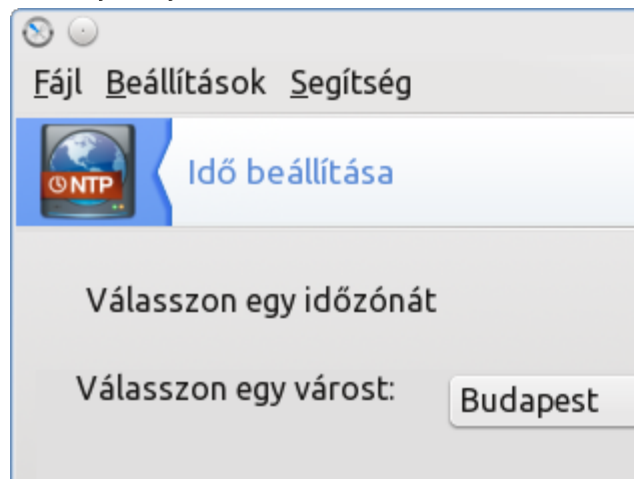 Fájl Beállítások Segítség
NTP
Idő beállítása
Válasszon egy időzónát
Válasszon egy várost:
Budapest